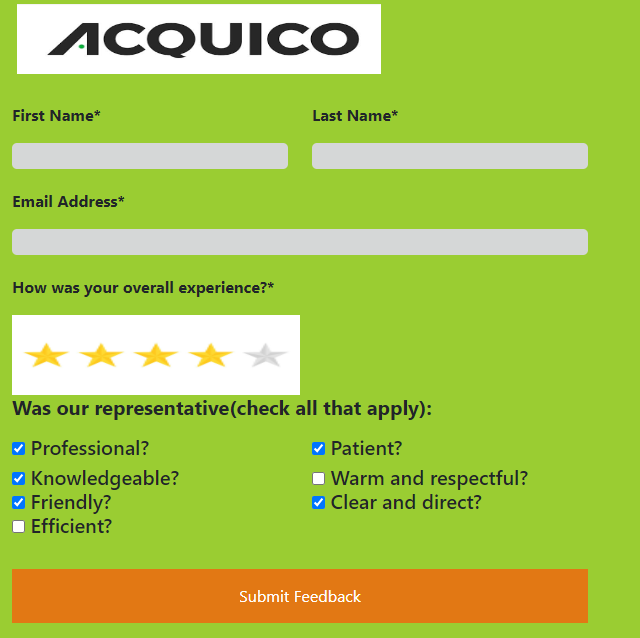 ACQUICO
First Name* Last Name*
Email Address*
How was your overall experience?*
Was our representative(check all that apply):
Professional? Patient?
Knowledgeable? Warm and respectful?
Friendly? Clear and direct?
Efficient?
Submit Feedback